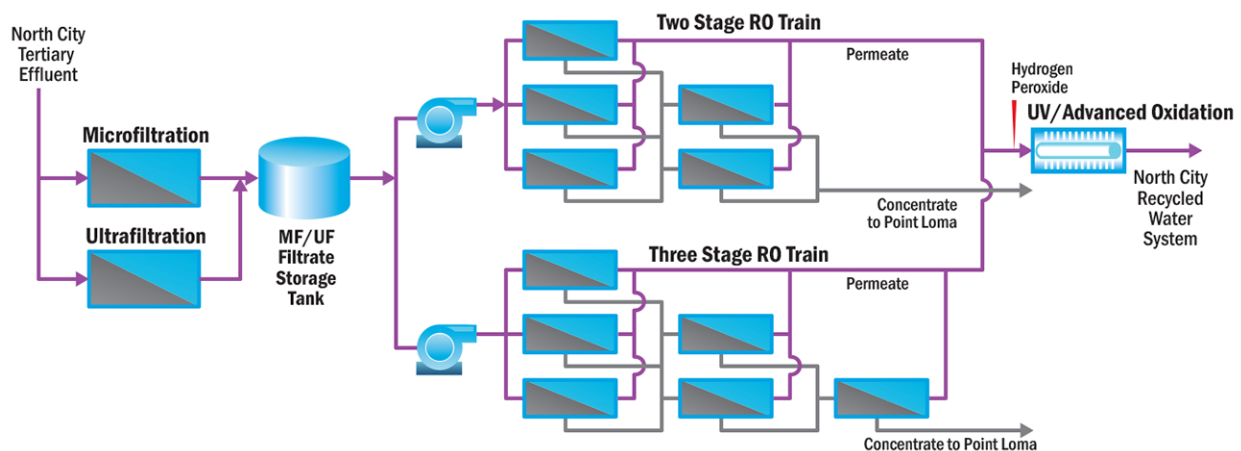 North City
Tertiary
Effluent
Microfiltration
Ultrafiltration
MF/UF
Filtrate
Storage
Tank
Two Stage RO Train
Permeate
Concentrate
to Point Loma
Three Stage RO Train
Permeate
Concentrate to Point Loma
Hydrogen
Peroxide
UV/Advanced Oxidation
North City
Recycled
Water
System